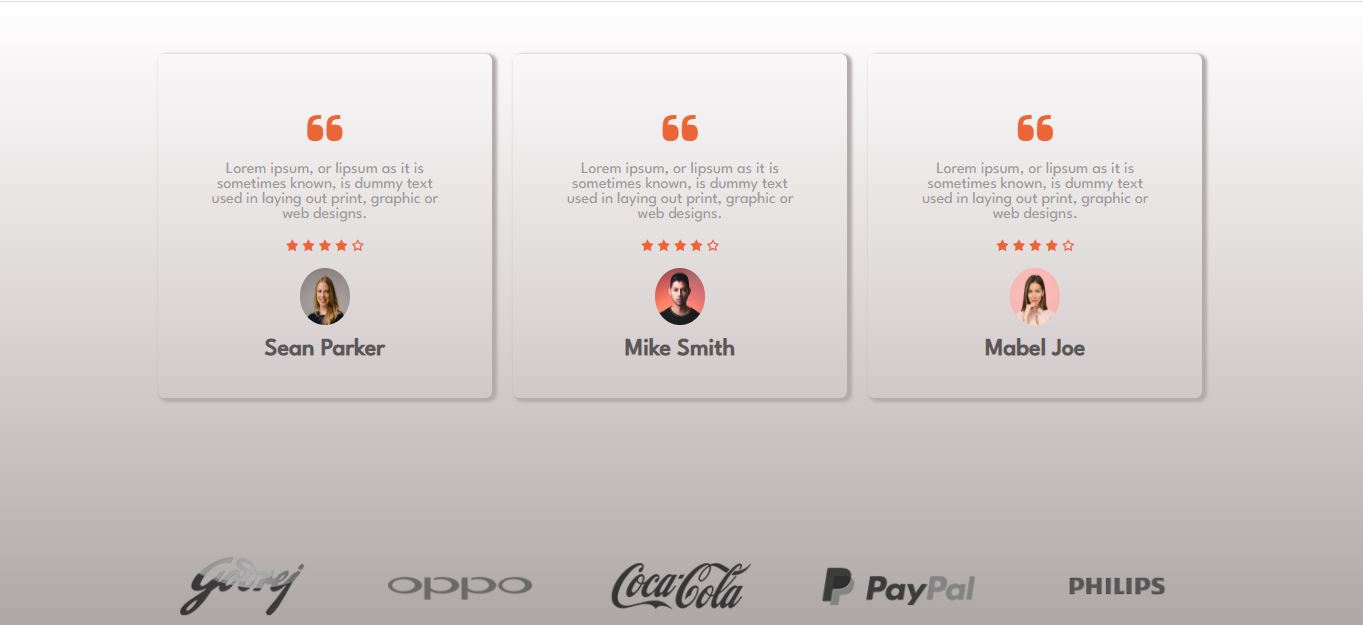 Lorem ipsum, or lipsum as it is
sometimes known, is dummy text
used in laying out print, graphic or
web designs.
Sean Parker
Lorem ipsum, or lipsum as it is
sometimes known, is dummy text
used in laying out print, graphic or
web designs.
Mike Smith
Lorem ipsum, or lipsum as it is
sometimes known, is dummy text
used in laying out print, graphic or
web designs.
Mabel Joe
Godrej
oppo
Coca-Cola
PayPal
PHILIPS